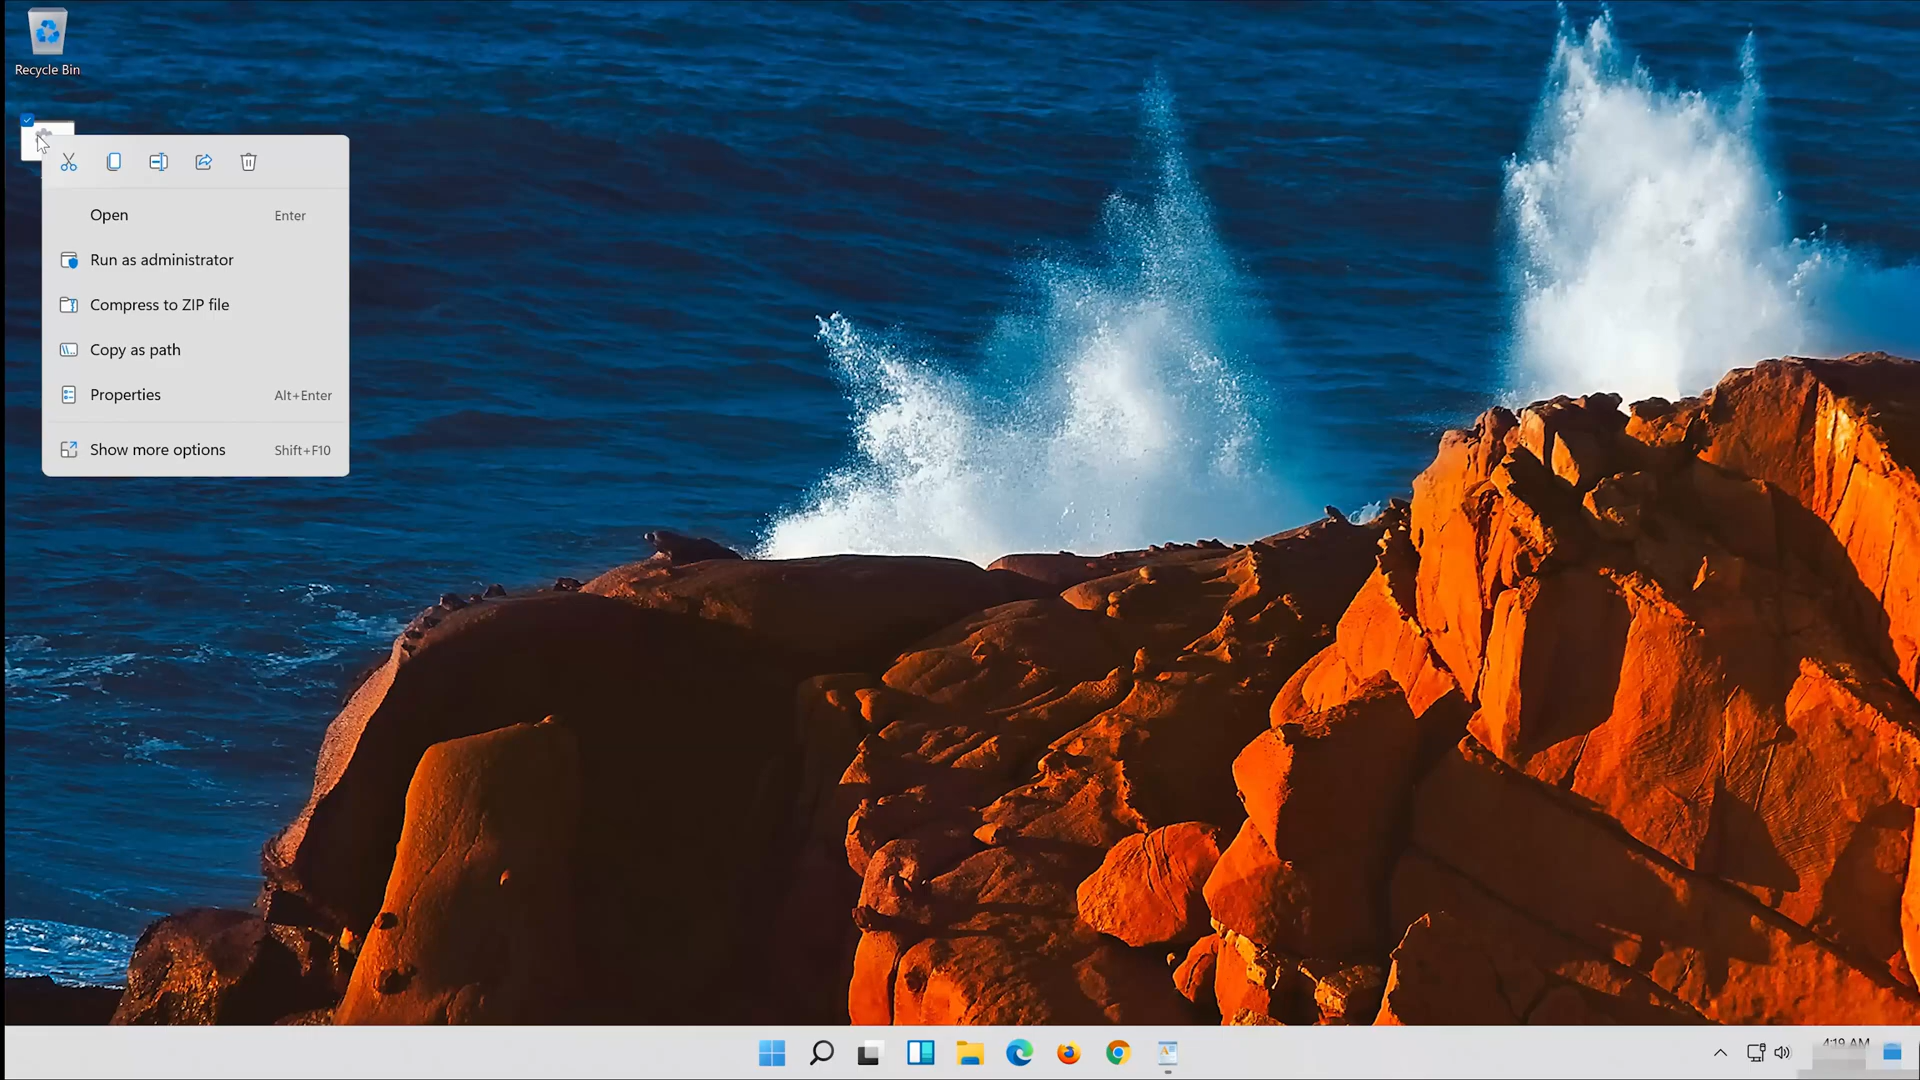 Recycle Bin
Open Enter
Run as administrator
Compress to ZIP file
Copy as path
Properties Alt+Enter
Show more options Shift+F10
4:19 AM